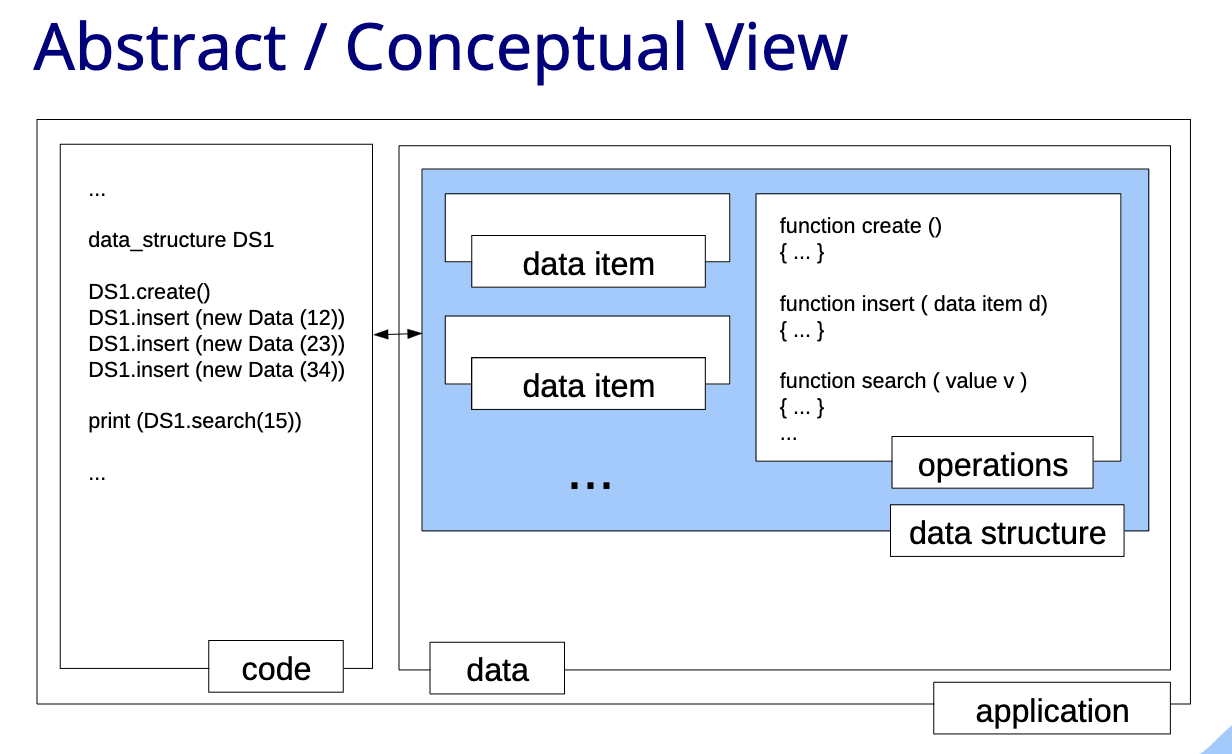 Abstract / Conceptual View
...
data_structure DS1
DS1.create()
DS1.insert (new Data (12))
DS1.insert (new Data (23))
DS1.insert (new Data (34))
print (DS1.search(15))
...
code
data item
data item
...
function create ()
{ ... }
function insert ( data item d)
{ ... }
function search ( value v )
{ ... }
...
operations
data structure
data
application